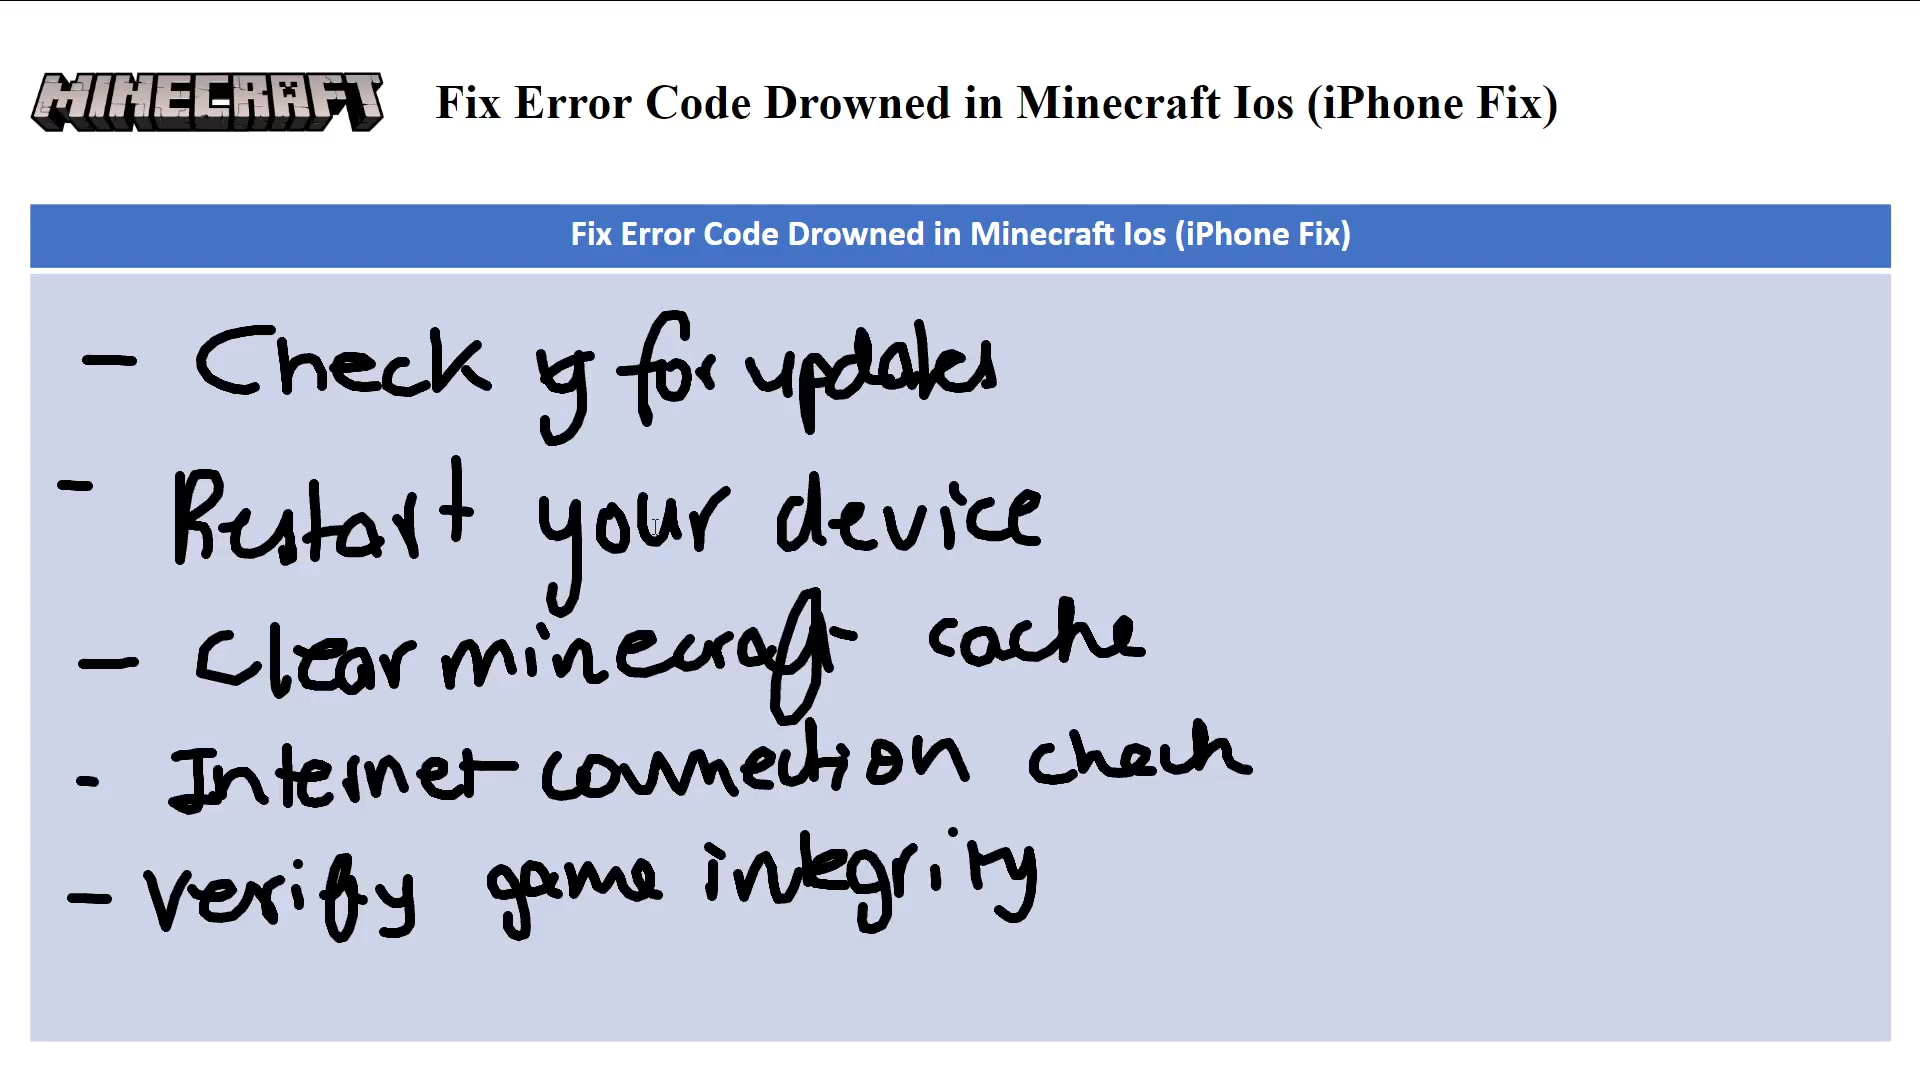 MINECRAFT
Fix Error Code Drowned in Minecraft Ios (iPhone Fix)
Fix Error Code Drowned in Minecraft Ios (iPhone Fix)
- Check for updates
- Restart your device
- Clear minecraft cache
- Internet connection check
- Verify game integrity